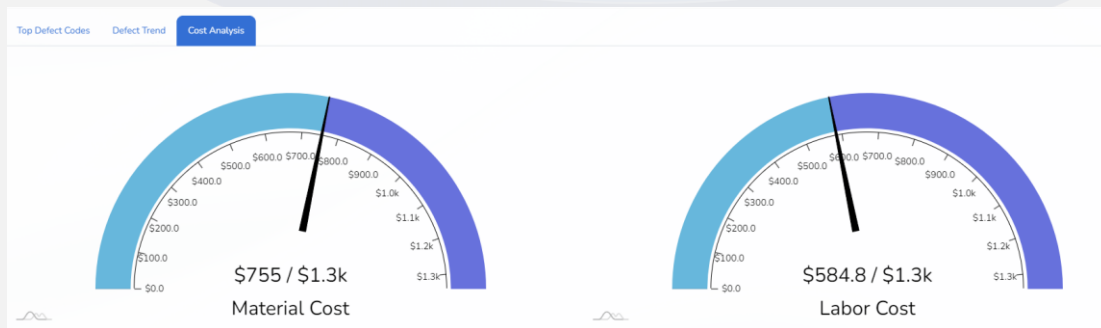 Top Defect Codes
Defect Trend
Cost Analysis
$0.0
$100.0
$200.0
$300.0
$400.0
$500.0
$600.0
$700.0
$800.0
$900.0
$1.0k
$1.1k
$1.2k
$1.3k
$755 / $1.3k
Material Cost
$0.0
$100.0
$200.0
$300.0
$400.0
$500.0
$600.0
$700.0
$800.0
$900.0
$1.0k
$1.1k
$1.2k
$1.3k
$584.8 / $1.3k
Labor Cost